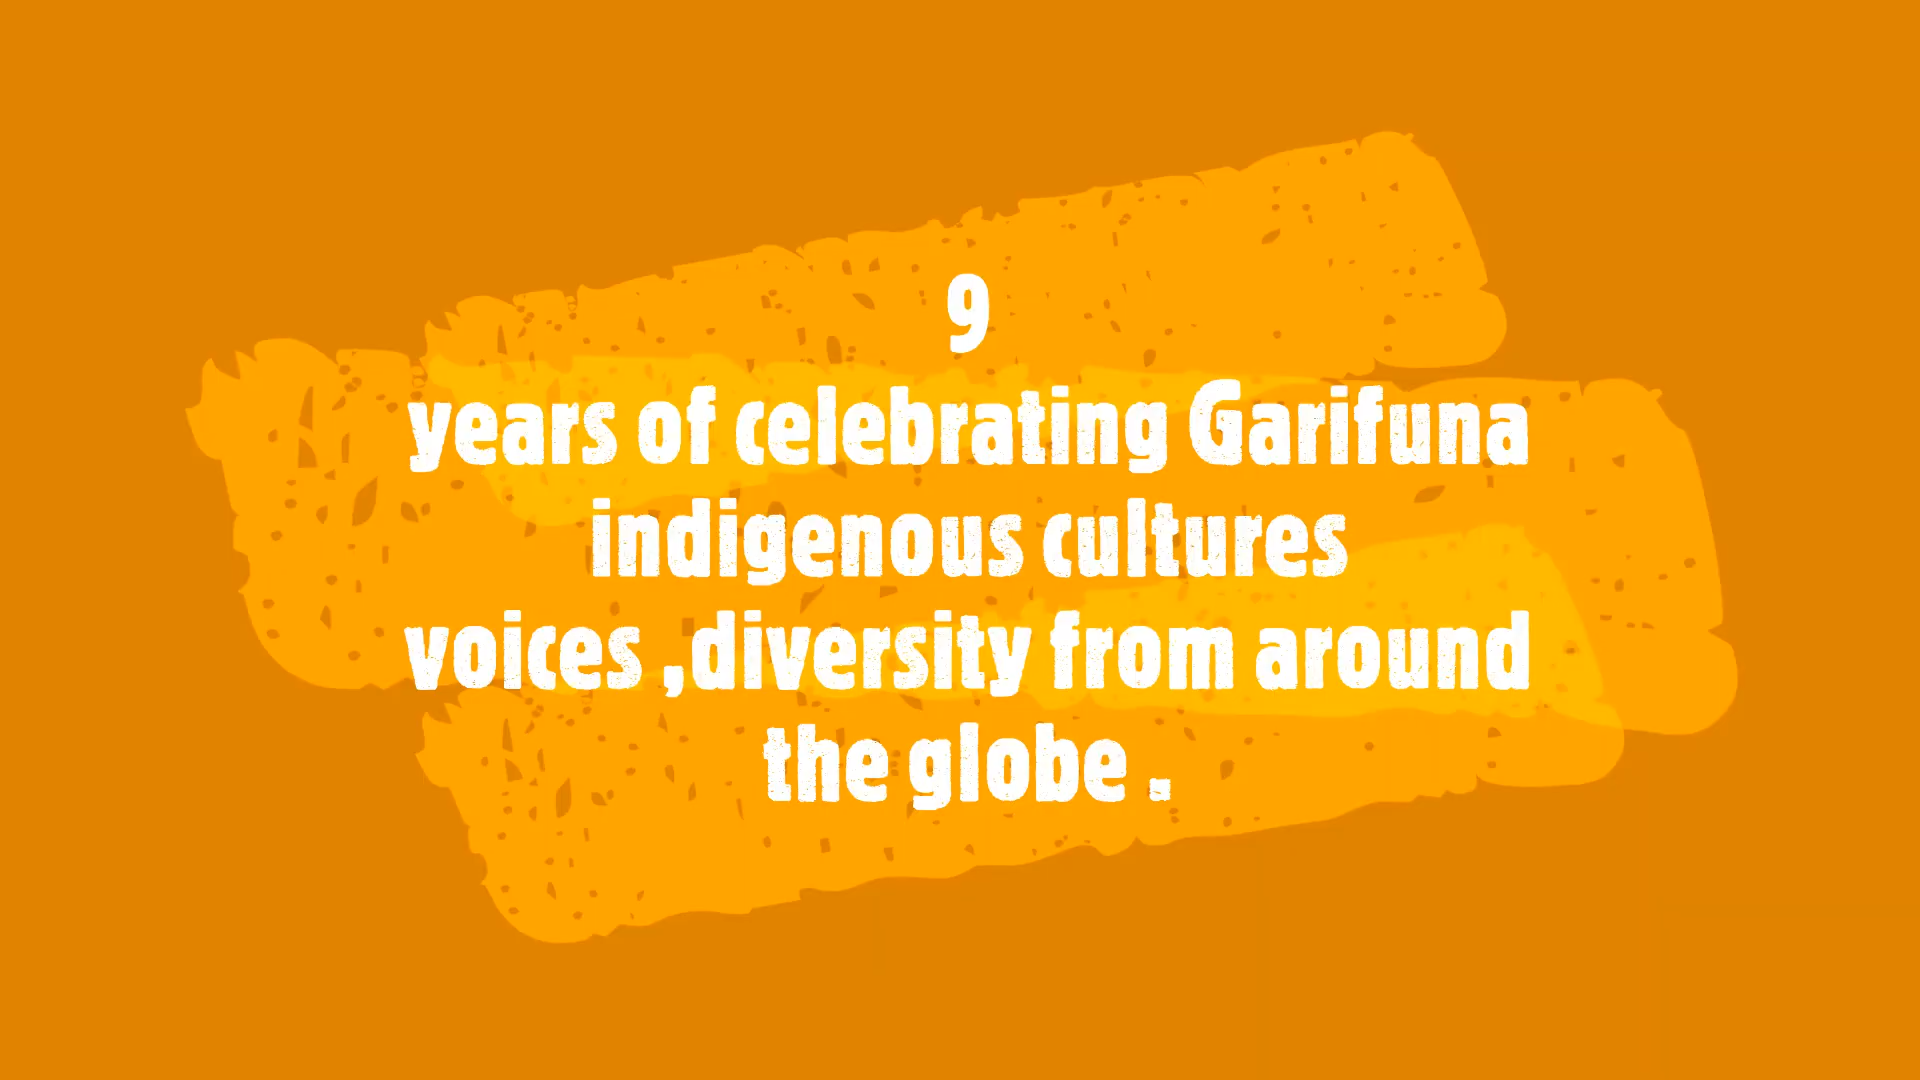 9
years of celebrating Garifuna
indigenous cultures
voices ,diversity from around
the globe .